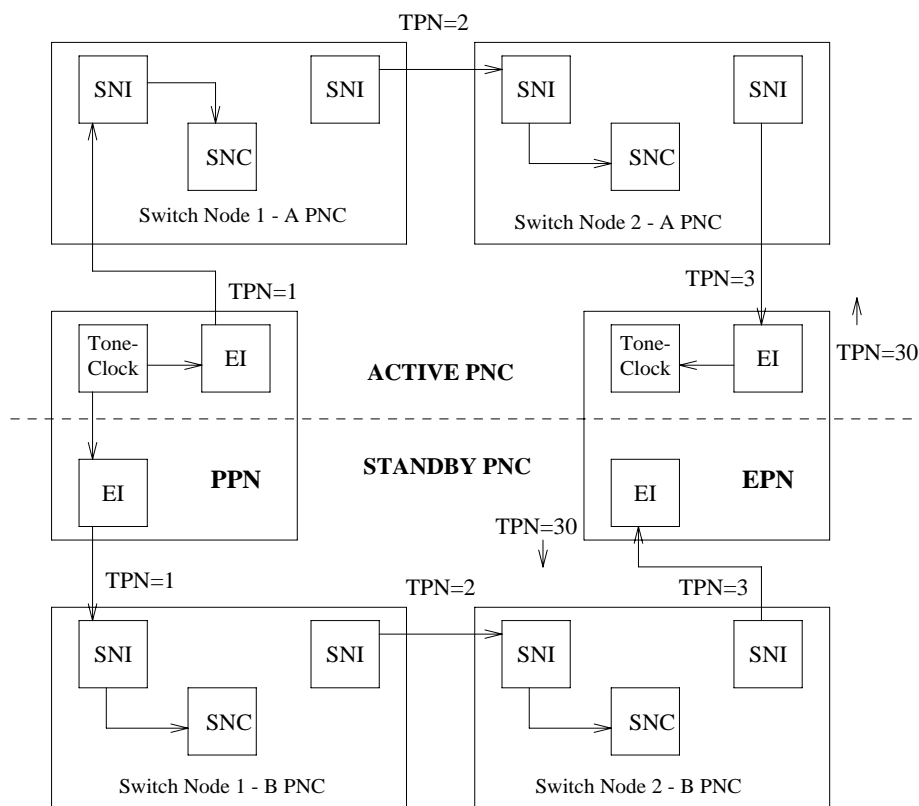 TPN=2
SNI
SNI
SNI
SNI
SNC
SNC
Switch Node 1 - A PNC
Switch Node 2 - A PNC
TPN=1
TPN=3
Tone-
Clock
EI
ACTIVE PNC
Tone-
Clock
EI
TPN=30
EI
PPN
STANDBY PNC
EI
EPN
TPN=30
TPN=1
TPN=2
TPN=3
SNI
SNI
SNI
SNI
SNC
SNC
Switch Node 1 - B PNC
Switch Node 2 - B PNC